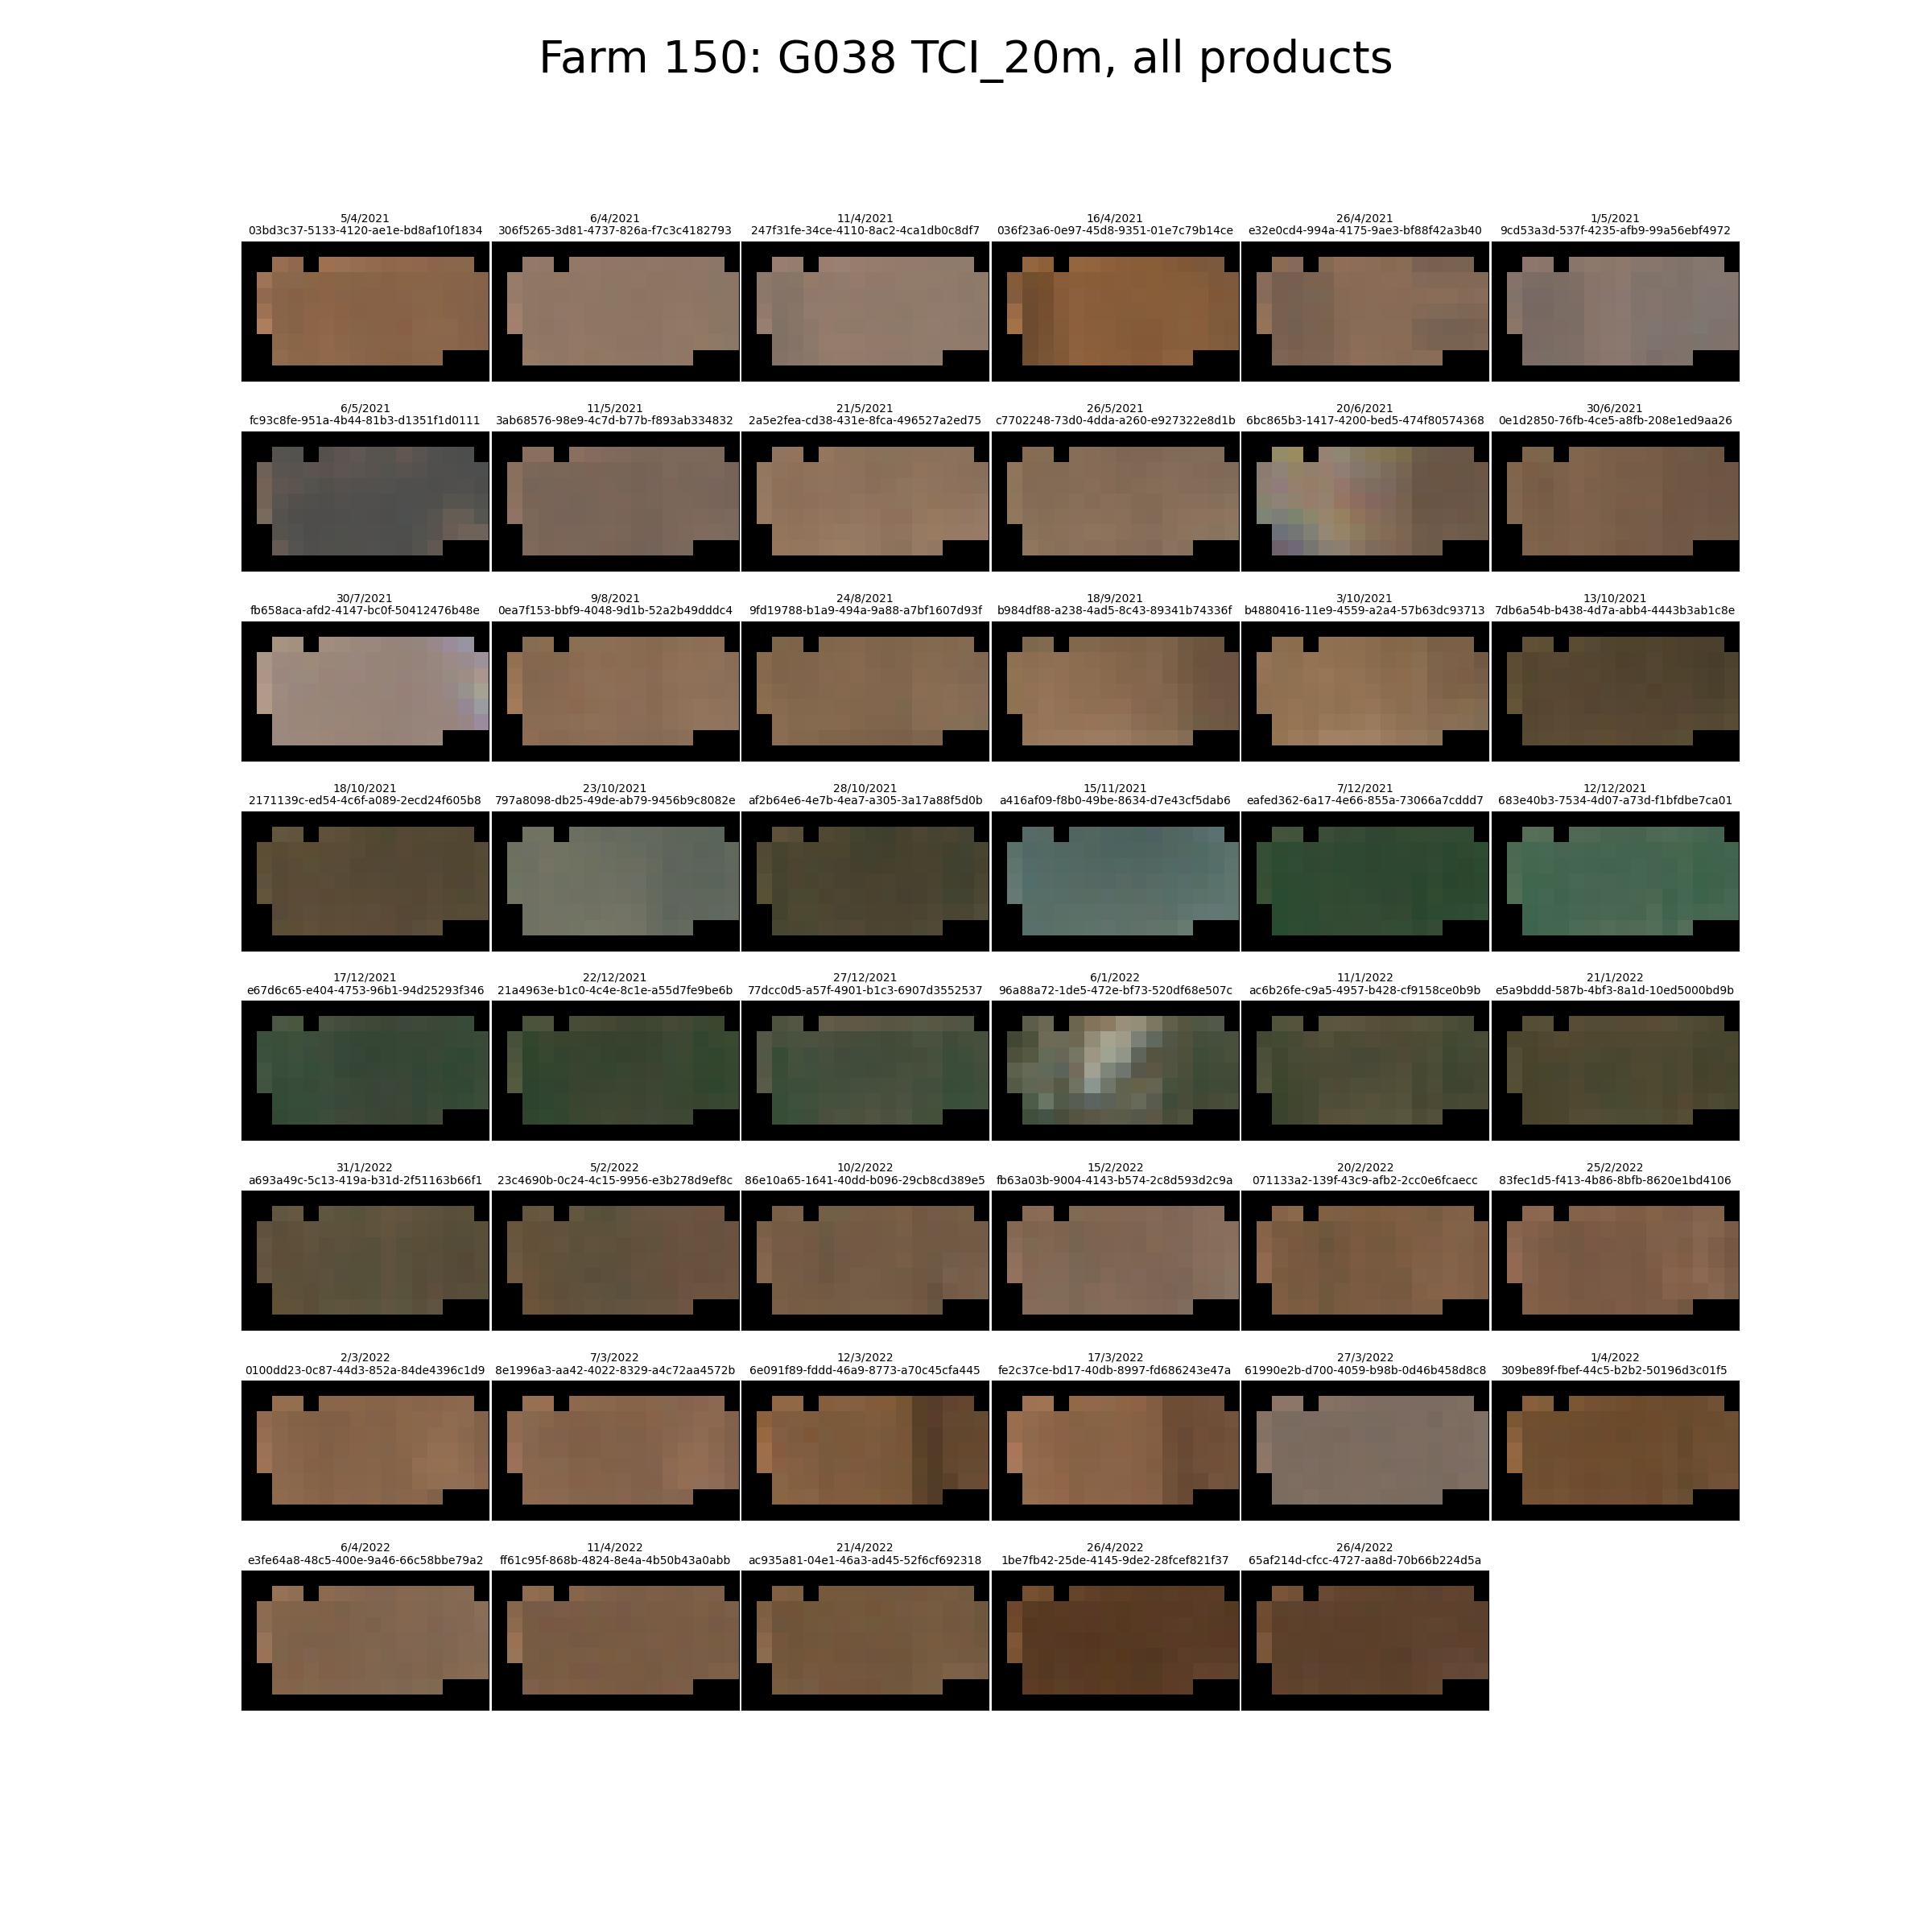 Farm 150: G038 TCI_20m, all products
5/4/2021 6/4/2021 11/4/2021 16/4/2021 26/4/2021 1/5/2021
03bd3c37-5133-4120-ae1e-bd8af10f1834 306f5265-3d81-4737-826a-f7c3c4182793 247f31fe-34ce-4110-8ac2-4ca1db0c8df7 036f23a6-0e97-45d8-9351-01e7c79b14ce e32e0cd4-994a-4175-9ae3-bf88f42a3b40 9cd53a3d-537f-4235-afb9-99a56ebf4972
6/5/2021 11/5/2021 21/5/2021 26/5/2021 20/6/2021 30/6/2021
fc93c8fe-951a-4b44-81b3-d1351f1d0111 3ab68576-98e9-4c7d-b77b-f893ab334832 2a5e2fea-cd38-431e-8fca-496527a2ed75 c7702248-73d0-4dda-a260-e927322e8d1b 6bc865b3-1417-4200-bed5-474f80574368 0e1d2850-76fb-4ce5-a8fb-208e1ed9aa26
30/7/2021 9/8/2021 24/8/2021 18/9/2021 3/10/2021 13/10/2021
fb658aca-afd2-4147-bc0f-50412476b48e 0ea7f153-bbf9-4048-9d1b-52a2b49dddc4 9fd19788-b1a9-494a-9a88-a7bf1607d93f b984df88-a238-4ad5-8c43-89341b74336f b4880416-11e9-4559-a2a4-57b63dc93713 7db6a54b-b438-4d7a-abb4-4443b3ab1c8e
18/10/2021 23/10/2021 28/10/2021 15/11/2021 7/12/2021 12/12/2021
2171139c-ed54-4c6f-a089-2ecd24f605b8 797a8098-db25-49de-ab79-9456b9c8082e af2b64e6-4e7b-4ea7-a305-3a17a88f5d0b a416af09-f8b0-49be-8634-d7e43cf5dab6 eafed362-6a17-4e66-855a-73066a7cddd7 683e40b3-7534-4d07-a73d-f1bfdbe7ca01
17/12/2021 22/12/2021 27/12/2021 6/1/2022 11/1/2022 21/1/2022
e67d6c65-e404-4753-96b1-94d25293f346 21a4963e-b1c0-4c4e-8c1e-a55d7fe9be6b 77dcc0d5-a57f-4901-b1c3-6907d3552537 96a88a72-1de5-472e-bf73-520df68e507c ac6b26fe-c9a5-4957-b428-cf9158ce0b9b e5a9bddd-587b-4bf3-8a1d-10ed5000bd9b
31/1/2022 5/2/2022 10/2/2022 15/2/2022 20/2/2022 25/2/2022
a693a49c-5c13-419a-b31d-2f51163b66f1 23c4690b-0c24-4c15-9956-e3b278d9ef8c 86e10a65-1641-40dd-b096-29cb8cd389e5 fb63a03b-9004-4143-b574-2c8d593d2c9a 071133a2-139f-43c9-afb2-2cc0e6fcaecc 83fec1d5-f413-4b86-8bfb-8620e1bd4106
2/3/2022 7/3/2022 12/3/2022 17/3/2022 27/3/2022 1/4/2022
0100dd23-0c87-44d3-852a-84de4396c1d9 8e1996a3-aa42-4022-8329-a4c72aa4572b 6e091f89-fddd-46a9-8773-a70c45cfa445 fe2c37ce-bd17-40db-8997-fd686243e47a 61990e2b-d700-4059-b98b-0d46b458d8c8 309be89f-fbef-44c5-b2b2-50196d3c01f5
6/4/2022 11/4/2022 21/4/2022 26/4/2022 26/4/2022
e3fe64a8-48c5-400e-9a46-66c58bbe79a2 ff61c95f-868b-4824-8e4a-4b50b43a0abb ac935a81-04e1-46a3-ad45-52f6cf692318 1be7fb42-25de-4145-9de2-28fcef821f37 65af214d-cfcc-4727-aa8d-70b66b224d5a